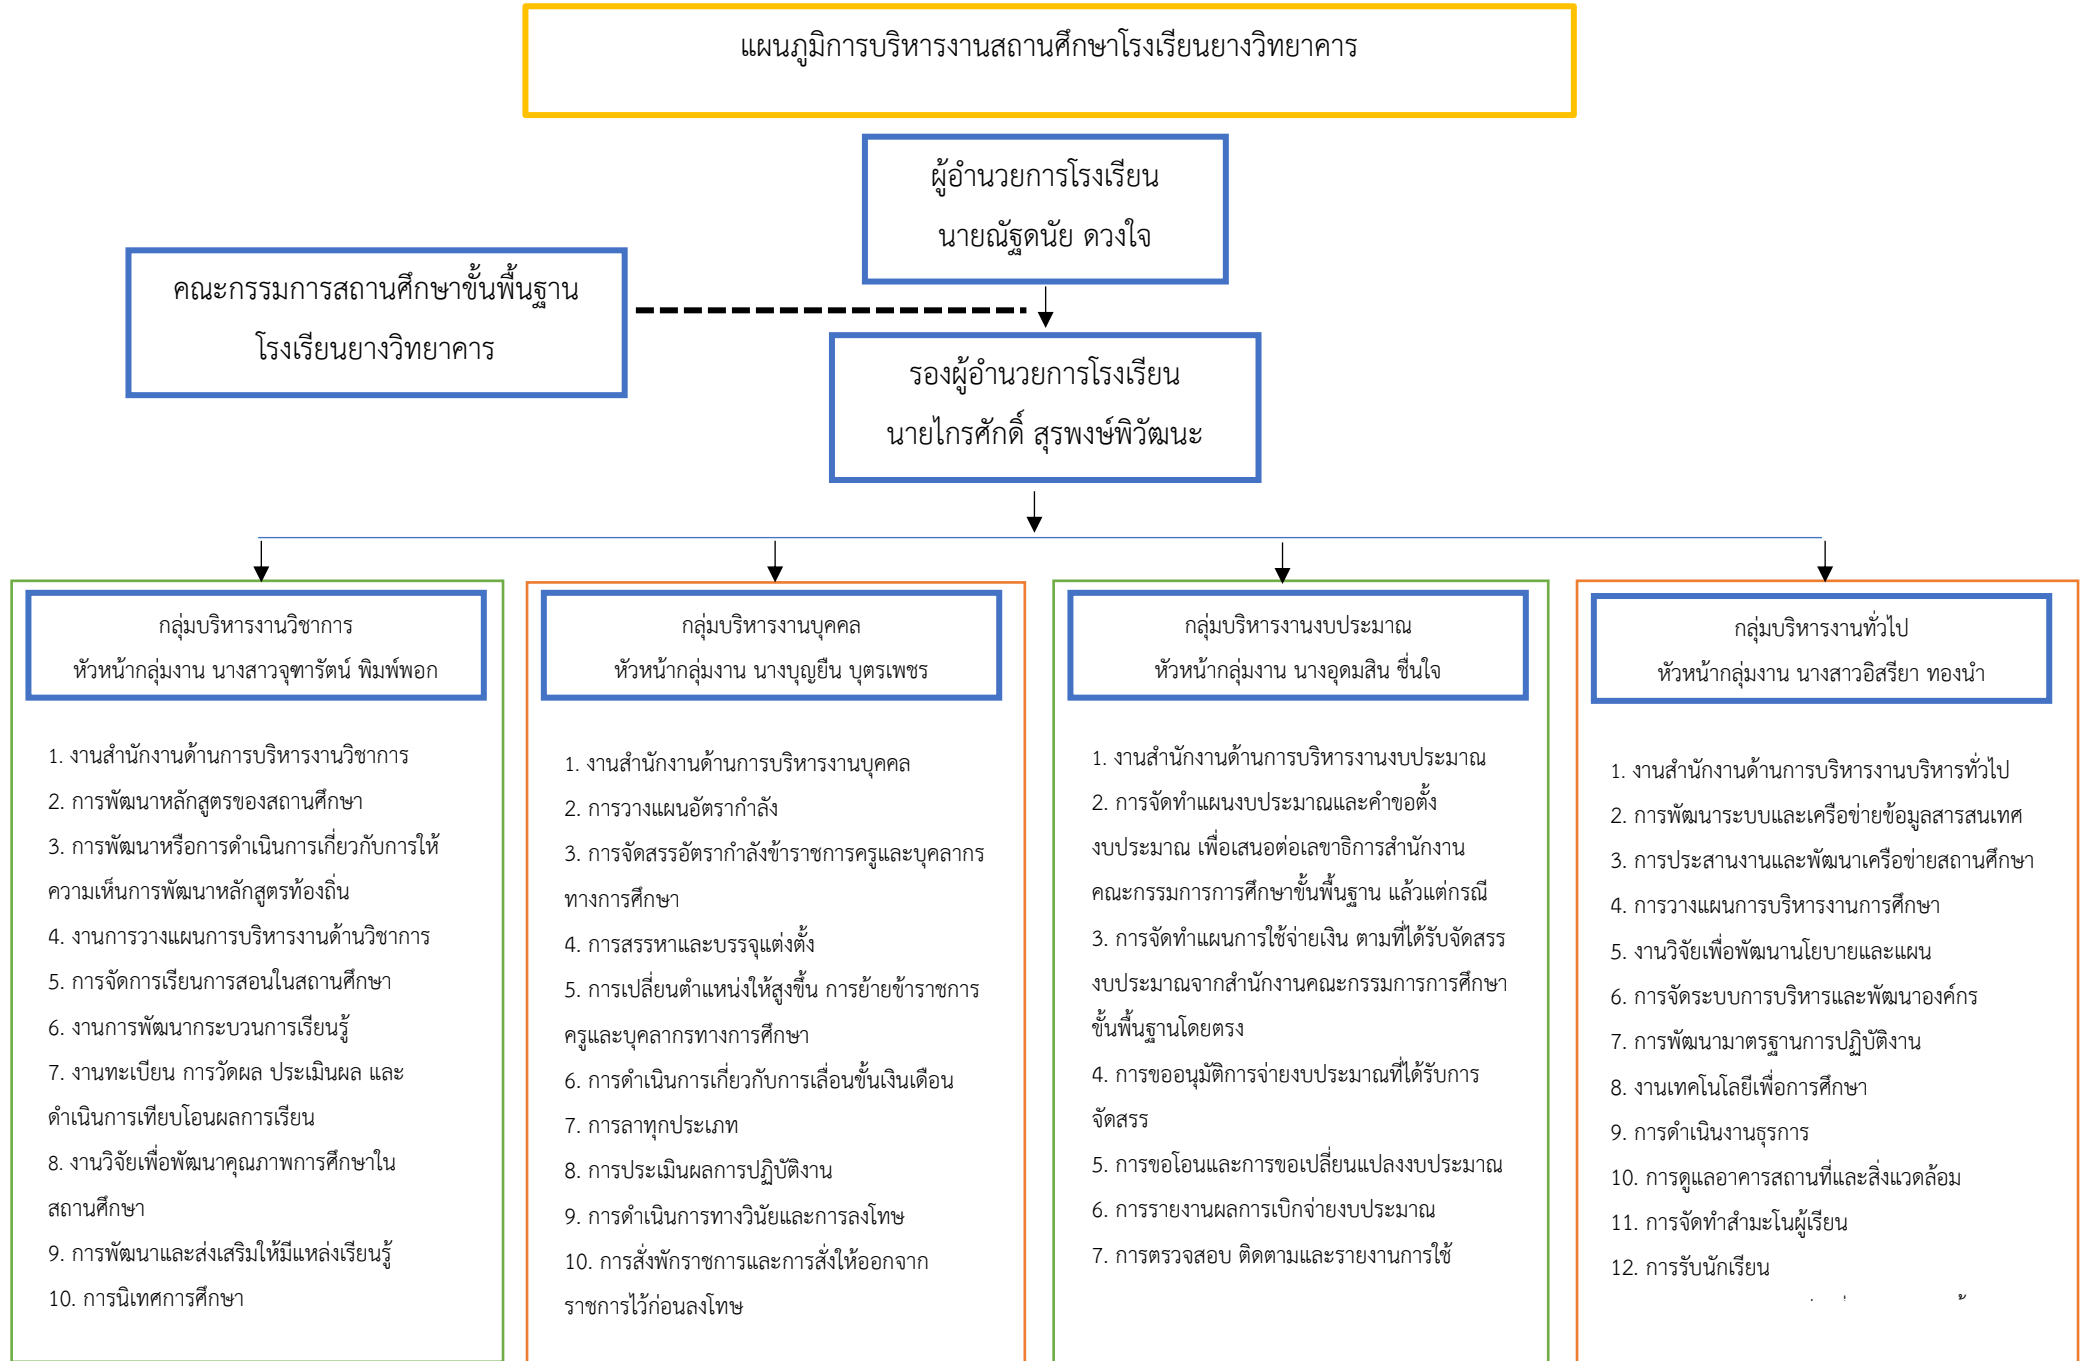 แผนภูมิการบริหารงานสถานศึกษาโรงเรียนยางวิทยาคาร
ผู้อำนวยการโรงเรียน
นายณัฐดนัย ดวงใจ
คณะกรรมการสถานศึกษาขั้นพื้นฐาน
โรงเรียนยางวิทยาคาร
รองผู้อำนวยการโรงเรียน
นายไกรศักดิ์ สุรพงษ์พิวัฒนะ
กลุ่มบริหารงานวิชาการ
หัวหน้ากลุ่มงาน นางสาวจุฑารัตน์ พิมพ์พอก
1. งานสำนักงานด้านการบริหารงานวิชาการ
2. การพัฒนาหลักสูตรของสถานศึกษา
3. การพัฒนาหรือการดำเนินการเกี่ยวกับการให้
ความเห็นการพัฒนาหลักสูตรท้องถิ่น
4. งานการวางแผนการบริหารงานด้านวิชาการ
5. การจัดการเรียนการสอนในสถานศึกษา
6. งานการพัฒนากระบวนการเรียนรู้
7. งานทะเบียน การวัดผล ประเมินผล และ
ดำเนินการเทียบโอนผลการเรียน
8. งานวิจัยเพื่อพัฒนาคุณภาพการศึกษาใน
สถานศึกษา
9. การพัฒนาและส่งเสริมให้มีแหล่งเรียนรู้
10. การนิเทศการศึกษา
กลุ่มบริหารงานบุคคล
หัวหน้ากลุ่มงาน นางบุญยืน บุตรเพชร
1. งานสำนักงานด้านการบริหารงานบุคคล
2. การวางแผนอัตรากำลัง
3. การจัดสรรอัตรากำลังข้าราชการครูและบุคลากร
ทางการศึกษา
4. การสรรหาและบรรจุแต่งตั้ง
5. การเปลี่ยนตำแหน่งให้สูงขึ้น การย้ายข้าราชการ
ครูและบุคลากรทางการศึกษา
6. การดำเนินการเกี่ยวกับการเลื่อนขั้นเงินเดือน
7. การลาทุกประเภท
8. การประเมินผลการปฏิบัติงาน
9. การดำเนินการทางวินัยและการลงโทษ
10. การสั่งพักราชการและการสั่งให้ออกจาก
ราชการไว้ก่อนลงโทษ
กลุ่มบริหารงานงบประมาณ
หัวหน้ากลุ่มงาน นางอุดมสิน ชื่นใจ
1. งานสำนักงานด้านการบริหารงานงบประมาณ
2. การจัดทำแผนงบประมาณและคำขอตั้ง
งบประมาณ เพื่อเสนอต่อเลขาธิการสำนักงาน
คณะกรรมการการศึกษาขั้นพื้นฐาน แล้วแต่กรณี
3. การจัดทำแผนการใช้จ่ายเงิน ตามที่ได้รับจัดสรร
งบประมาณจากสำนักงานคณะกรรมการการศึกษา
ขั้นพื้นฐานโดยตรง
4. การขออนุมัติการจ่ายงบประมาณที่ได้รับการ
จัดสรร
5. การขอโอนและการขอเปลี่ยนแปลงงบประมาณ
6. การรายงานผลการเบิกจ่ายงบประมาณ
7. การตรวจสอบ ติดตามและรายงานการใช้
กลุ่มบริหารงานทั่วไป
หัวหน้ากลุ่มงาน นางสาวอิสรียา ทองนำ
1. งานสำนักงานด้านการบริหารงานบริหารทั่วไป
2. การพัฒนาระบบและเครือข่ายข้อมูลสารสนเทศ
3. การประสานงานและพัฒนาเครือข่ายสถานศึกษา
4. การวางแผนการบริหารงานการศึกษา
5. งานวิจัยเพื่อพัฒนานโยบายและแผน
6. การจัดระบบการบริหารและพัฒนาองค์กร
7. การพัฒนามาตรฐานการปฏิบัติงาน
8. งานเทคโนโลยีเพื่อการศึกษา
9. การดำเนินงานธุรการ
10. การดูแลอาคารสถานที่และสิ่งแวดล้อม
11. การจัดทำสำมะโนผู้เรียน
12. การรับนักเรียน